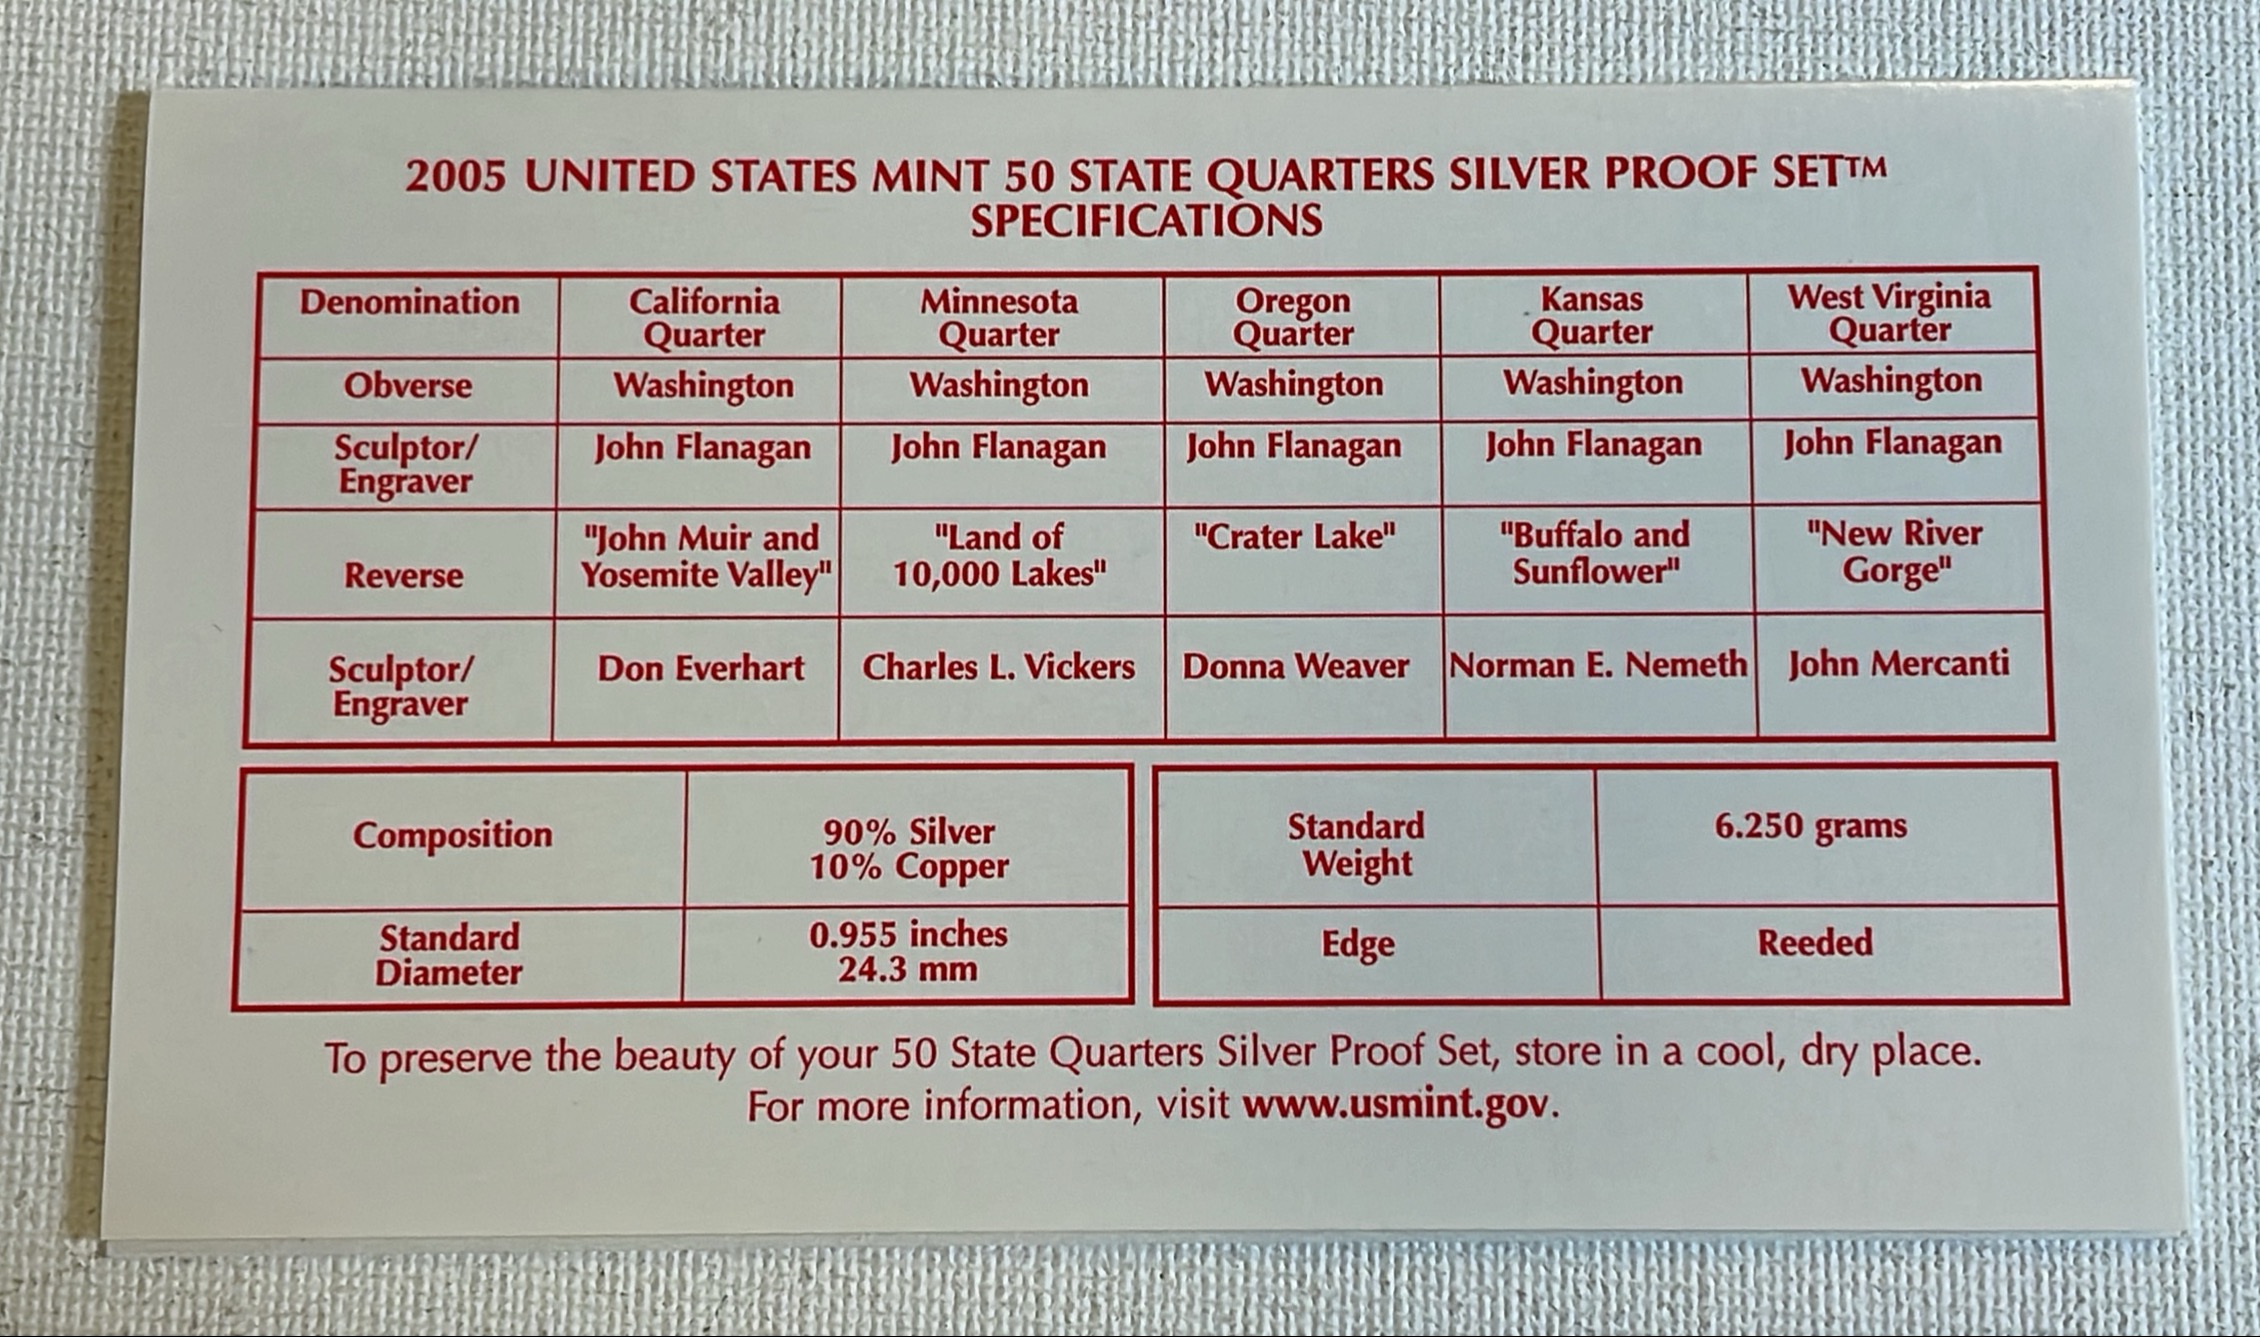 2005 UNITED STATES MINT 50 STATE QUARTERS SILVER PROOF SET™
SPECIFICATIONS
Denomination
California
Quarter
Minnesota
Quarter
Oregon
Quarter
Kansas
Quarter
West Virginia
Quarter
Obverse
Washington
Washington
Washington
Washington
Washington
Sculptor/
Engraver
John Flanagan
John Flanagan
John Flanagan
John Flanagan
John Flanagan
Reverse
"John Muir and
Yosemite Valley"
"Land of
10,000 Lakes"
"Crater Lake"
"Buffalo and
Sunflower"
"New River
Gorge"
Sculptor/
Engraver
Don Everhart
Charles L. Vickers
Donna Weaver
Norman E. Nemeth
John Mercanti
Composition
90% Silver
10% Copper
Standard
Diameter
0.955 inches
24.3 mm
Standard
Weight
6.250 grams
Edge
Reeded
To preserve the beauty of your 50 State Quarters Silver Proof Set, store in a cool, dry place.
For more information, visit www.usmint.gov.